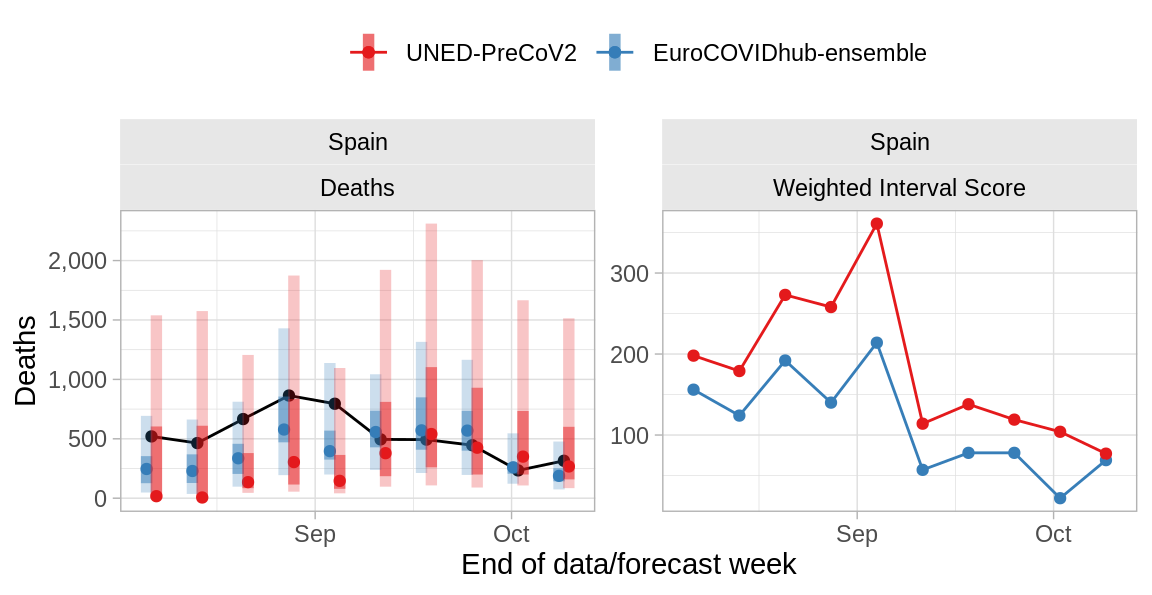 UNED-PreCoV2 EuroCOVIDhub-ensemble
Spain
Deaths
Deaths
2,000
1,500
1,000
500
0
Sep Oct
Spain
Weighted Interval Score
300
200
100
Sep Oct
End of data/forecast week